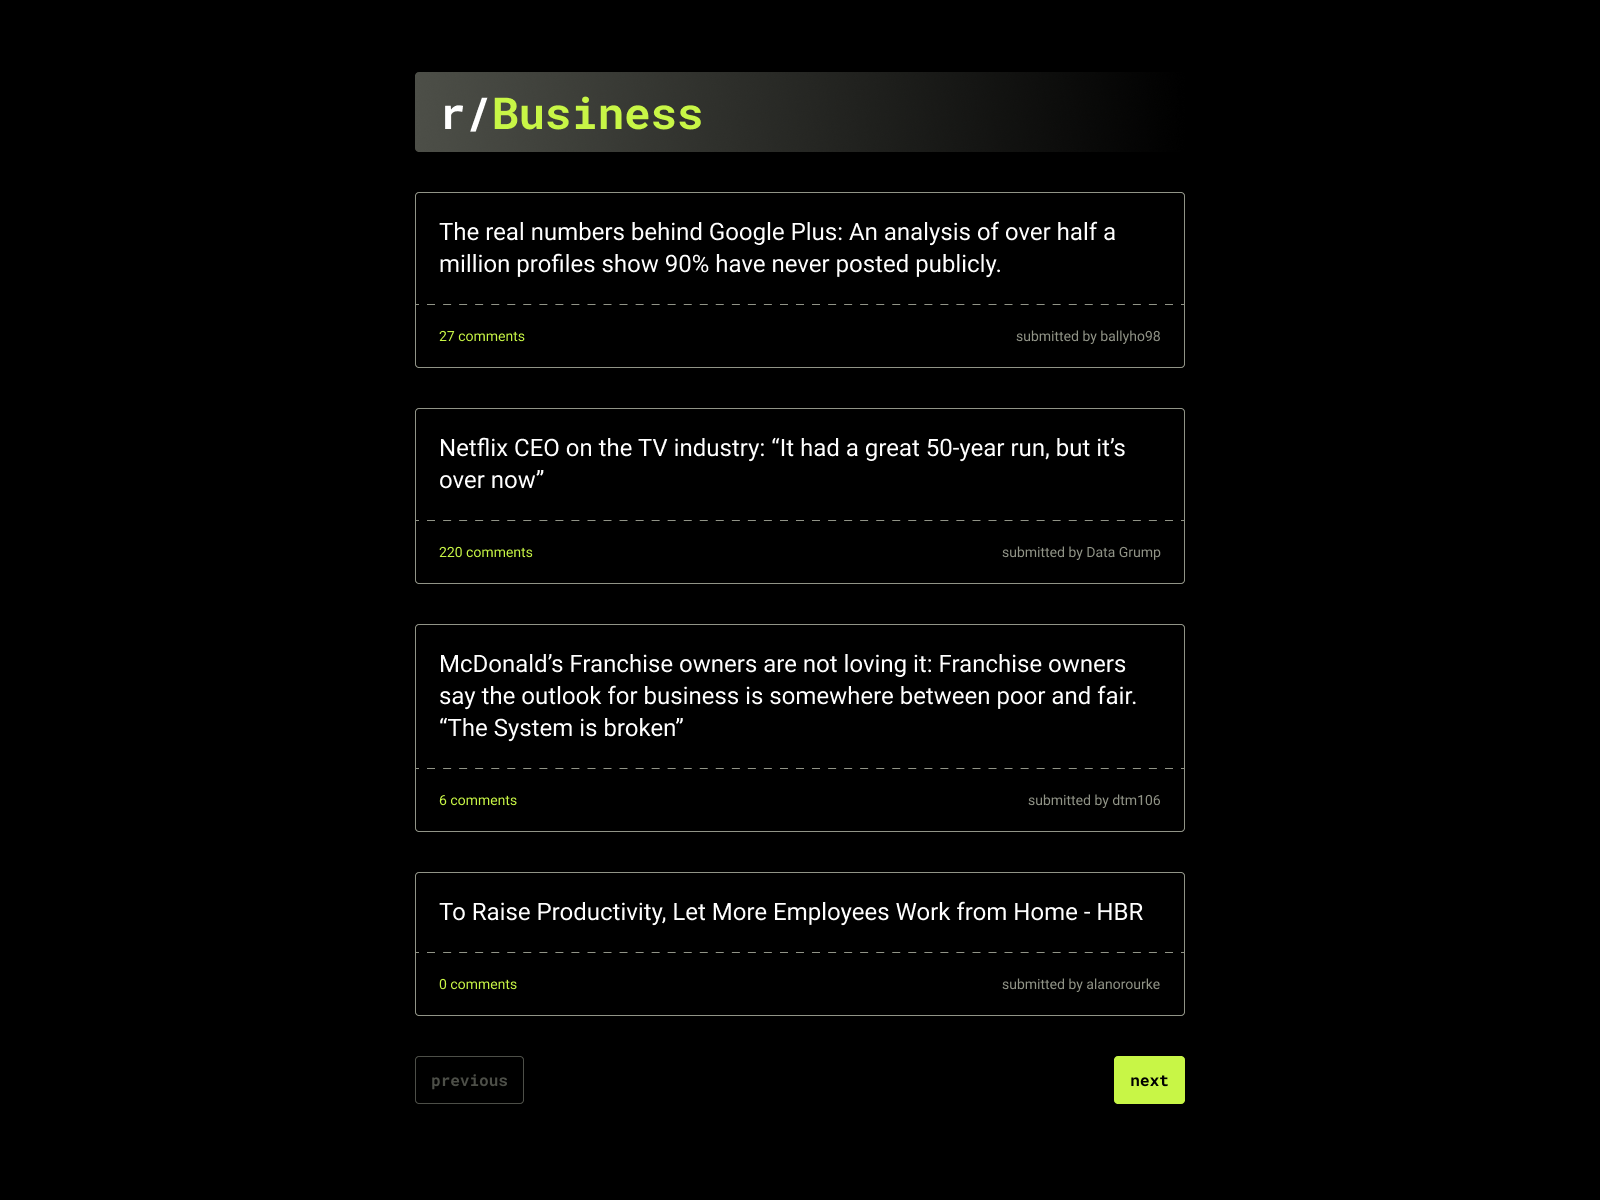 r/Business
The real numbers behind Google Plus: An analysis of over half a
million profiles show 90% have never posted publicly.
27 comments
submitted by ballyho98
Netflix CEO on the TV industry: “It had a great 50-year run, but it’s
over now”
220 comments
submitted by Data Grump
McDonald’s Franchise owners are not loving it: Franchise owners
say the outlook for business is somewhere between poor and fair.
“The System is broken”
6 comments
submitted by dtm106
To Raise Productivity, Let More Employees Work from Home - HBR
0 comments
submitted by alanorourke
previous
next